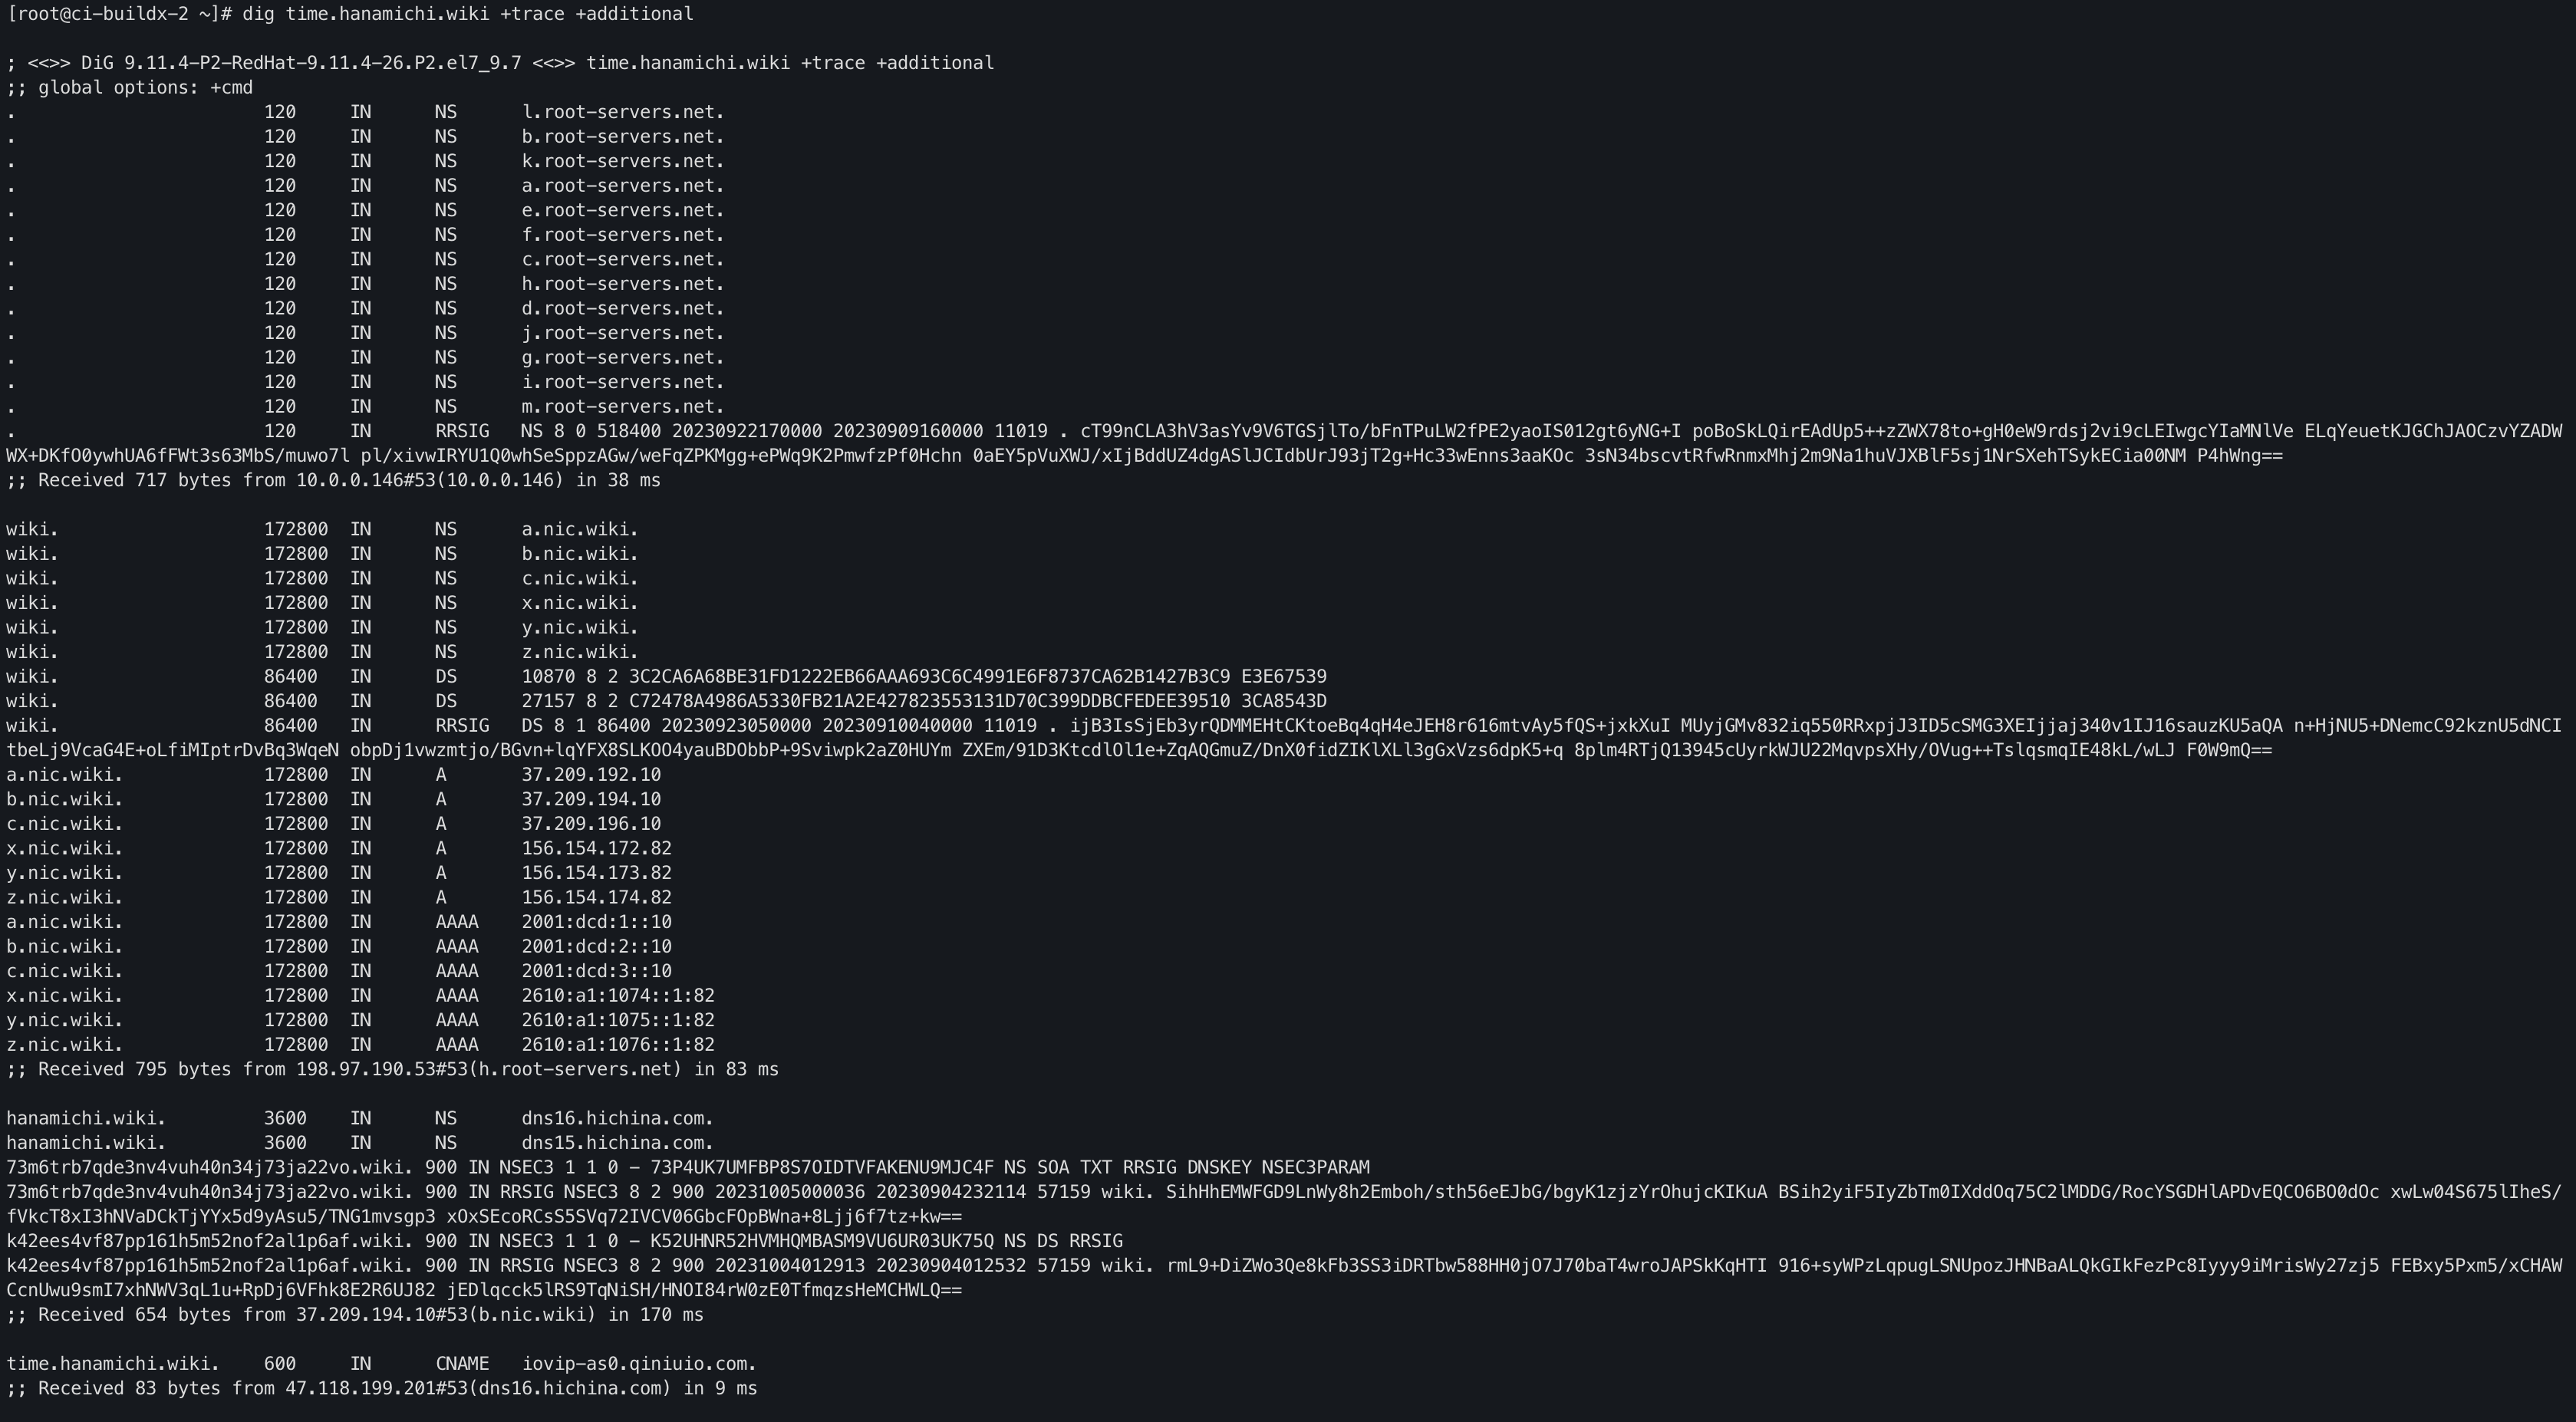 [root@ci-buildx-2 ~]# dig time.hanamichi.wiki +trace +additional
; <<>> DiG 9.11.4-P2-RedHat-9.11.4-26.P2.el7_9.7 <<>> time.hanamichi.wiki +trace +additional
;; global options: +cmd
. 120 IN NS l.root-servers.net.
. 120 IN NS b.root-servers.net.
. 120 IN NS k.root-servers.net.
. 120 IN NS a.root-servers.net.
. 120 IN NS e.root-servers.net.
. 120 IN NS f.root-servers.net.
. 120 IN NS c.root-servers.net.
. 120 IN NS h.root-servers.net.
. 120 IN NS d.root-servers.net.
. 120 IN NS j.root-servers.net.
. 120 IN NS g.root-servers.net.
. 120 IN NS i.root-servers.net.
. 120 IN NS m.root-servers.net.
. 120 IN RRSIG NS 8 0 518400 20230922170000 20230909160000 11019 . cT99nCLA3hV3asYv9V6TGSjlTo/bFnTPuLW2fPE2yaoIS012gt6yNG+I poBoSkLQirEAdUp5++zZWX78to+gH0eW9rdsj2vi9cLEIwgcYIaMNlVe ELqYeuetKJGChJAOCzvYZADW
WX+DKfO0ywhUA6fFWt3s63MbS/muwo7l pl/xivwIRYU1Q0whSeSppzAGw/weFqZPKMgg+ePWq9K2PmwfzPf0Hchn 0aEY5pVuXWJ/xIjBddUZ4dgASlJCIdbUrJ93jT2g+Hc33wEnns3aaKOc 3sN34bscvtRfwRnmxMhj2m9Na1huVJXBlF5sj1NrSXehTSykECia00NM P4hWng==
;; Received 717 bytes from 10.0.0.146#53(10.0.0.146) in 38 ms
wiki. 172800 IN NS a.nic.wiki.
wiki. 172800 IN NS b.nic.wiki.
wiki. 172800 IN NS c.nic.wiki.
wiki. 172800 IN NS x.nic.wiki.
wiki. 172800 IN NS y.nic.wiki.
wiki. 172800 IN NS z.nic.wiki.
wiki. 86400 IN DS 10870 8 2 3C2CA6A68BE31FD1222EB66AAA693C6C4991E6F8737CA62B1427B3C9 E3E67539
wiki. 86400 IN DS 27157 8 2 C72478A4986A5330FB21A2E427823553131D70C399DDBCFEDEE39510 3CA8543D
wiki. 86400 IN RRSIG DS 8 1 86400 20230923050000 20230910040000 11019 . ijB3IsSjEb3yrQDMMEHtCKtoeBq4qH4eJEH8r616mtvAy5fQS+jxkXuI MUyjGMv832iq550RRxpjJ3ID5cSMG3XEIjjaj340v1IJ16sauzKU5aQA n+HjNU5+DNemcC92kznU5dNCI
tbeLj9VcaG4E+oLfiMIptrDvBq3WqeN obpDj1vwzmtjo/BGvn+lqYFX8SLKOO4yauBDObbP+9Sviwpk2aZ0HUYm ZXEm/91D3KtcdlOl1e+ZqAQGmuZ/DnX0fidZIKlXLl3gGxVzs6dpK5+q 8plm4RTjQ13945cUyrkWJU22MqvpsXHy/OVug++TslqsmqIE48kL/wLJ F0W9mQ==
a.nic.wiki. 172800 IN A 37.209.192.10
b.nic.wiki. 172800 IN A 37.209.194.10
c.nic.wiki. 172800 IN A 37.209.196.10
x.nic.wiki. 172800 IN A 156.154.172.82
y.nic.wiki. 172800 IN A 156.154.173.82
z.nic.wiki. 172800 IN A 156.154.174.82
a.nic.wiki. 172800 IN AAAA 2001:dcd:1::10
b.nic.wiki. 172800 IN AAAA 2001:dcd:2::10
c.nic.wiki. 172800 IN AAAA 2001:dcd:3::10
x.nic.wiki. 172800 IN AAAA 2610:a1:1074::1:82
y.nic.wiki. 172800 IN AAAA 2610:a1:1075::1:82
z.nic.wiki. 172800 IN AAAA 2610:a1:1076::1:82
;; Received 795 bytes from 198.97.190.53#53(h.root-servers.net) in 83 ms
hanamichi.wiki. 3600 IN NS dns16.hichina.com.
hanamichi.wiki. 3600 IN NS dns15.hichina.com.
73m6trb7qde3nv4vuh40n34j73ja22vo.wiki. 900 IN NSEC3 1 1 0 - 73P4UK7UMFBP8S7OIDTVFAKENU9MJC4F NS SOA TXT RRSIG DNSKEY NSEC3PARAM
73m6trb7qde3nv4vuh40n34j73ja22vo.wiki. 900 IN RRSIG NSEC3 8 2 900 20231005000036 20230904232114 57159 wiki. SihHhEMWFGD9LnWy8h2Emboh/sth56eEJbG/bgyK1zjzYrOhujcKIKuA BSih2yiF5IyZbTm0IXddOq75C2lMDDG/RocYSGDHlAPDvEQCO6BO0dOc xwLw04S675lIheS/
fVkcT8xI3hNVaDCkTjYYx5d9yAsu5/TNG1mvsgp3 xOxSEcoRCsS5SVq72IVCV06GbcFOpBWna+8Ljj6f7tz+kw==
k42ees4vf87pp161h5m52nof2al1p6af.wiki. 900 IN NSEC3 1 1 0 - K52UHNR52HVMHQMBASM9VU6UR03UK75Q NS DS RRSIG
k42ees4vf87pp161h5m52nof2al1p6af.wiki. 900 IN RRSIG NSEC3 8 2 900 20231004012913 20230904012532 57159 wiki. rmL9+DiZWo3Qe8kFb3SS3iDRTbw588HH0jO7J70baT4wroJAPSkKqHTI 916+syWPzLqpugLSNUpozJHNBaALQkGIkFezPc8Iyyy9iMrisWy27zj5 FEBxy5Pxm5/xCHAW
CcnUwu9smI7xhNWV3qL1u+RpDj6VFhk8E2R6UJ82 jEDlqcck5lRS9TqNiSH/HNOI84rW0zE0TfmqzsHeMCHWLQ==
;; Received 654 bytes from 37.209.194.10#53(b.nic.wiki) in 170 ms
time.hanamichi.wiki. 600 IN CNAME iovip-as0.qiniuio.com.
;; Received 83 bytes from 47.118.199.201#53(dns16.hichina.com) in 9 ms